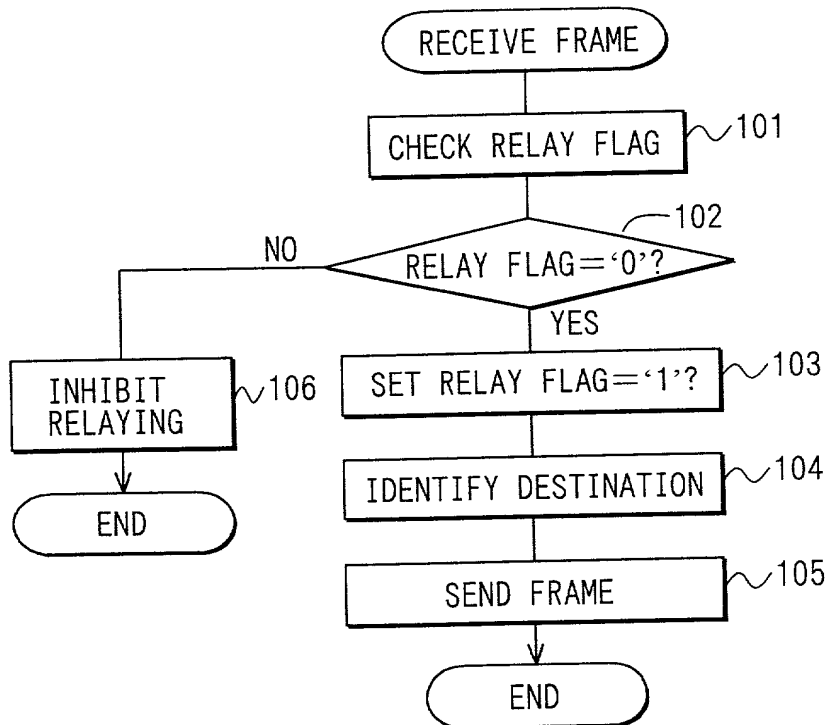 RECEIVE FRAME
CHECK RELAY FLAG
101
102
RELAY FLAG=‘0’?
NO
YES
INHIBIT
RELAYING
106
SET RELAY FLAG=‘1’?
103
IDENTIFY DESTINATION
104
END
SEND FRAME
105
END